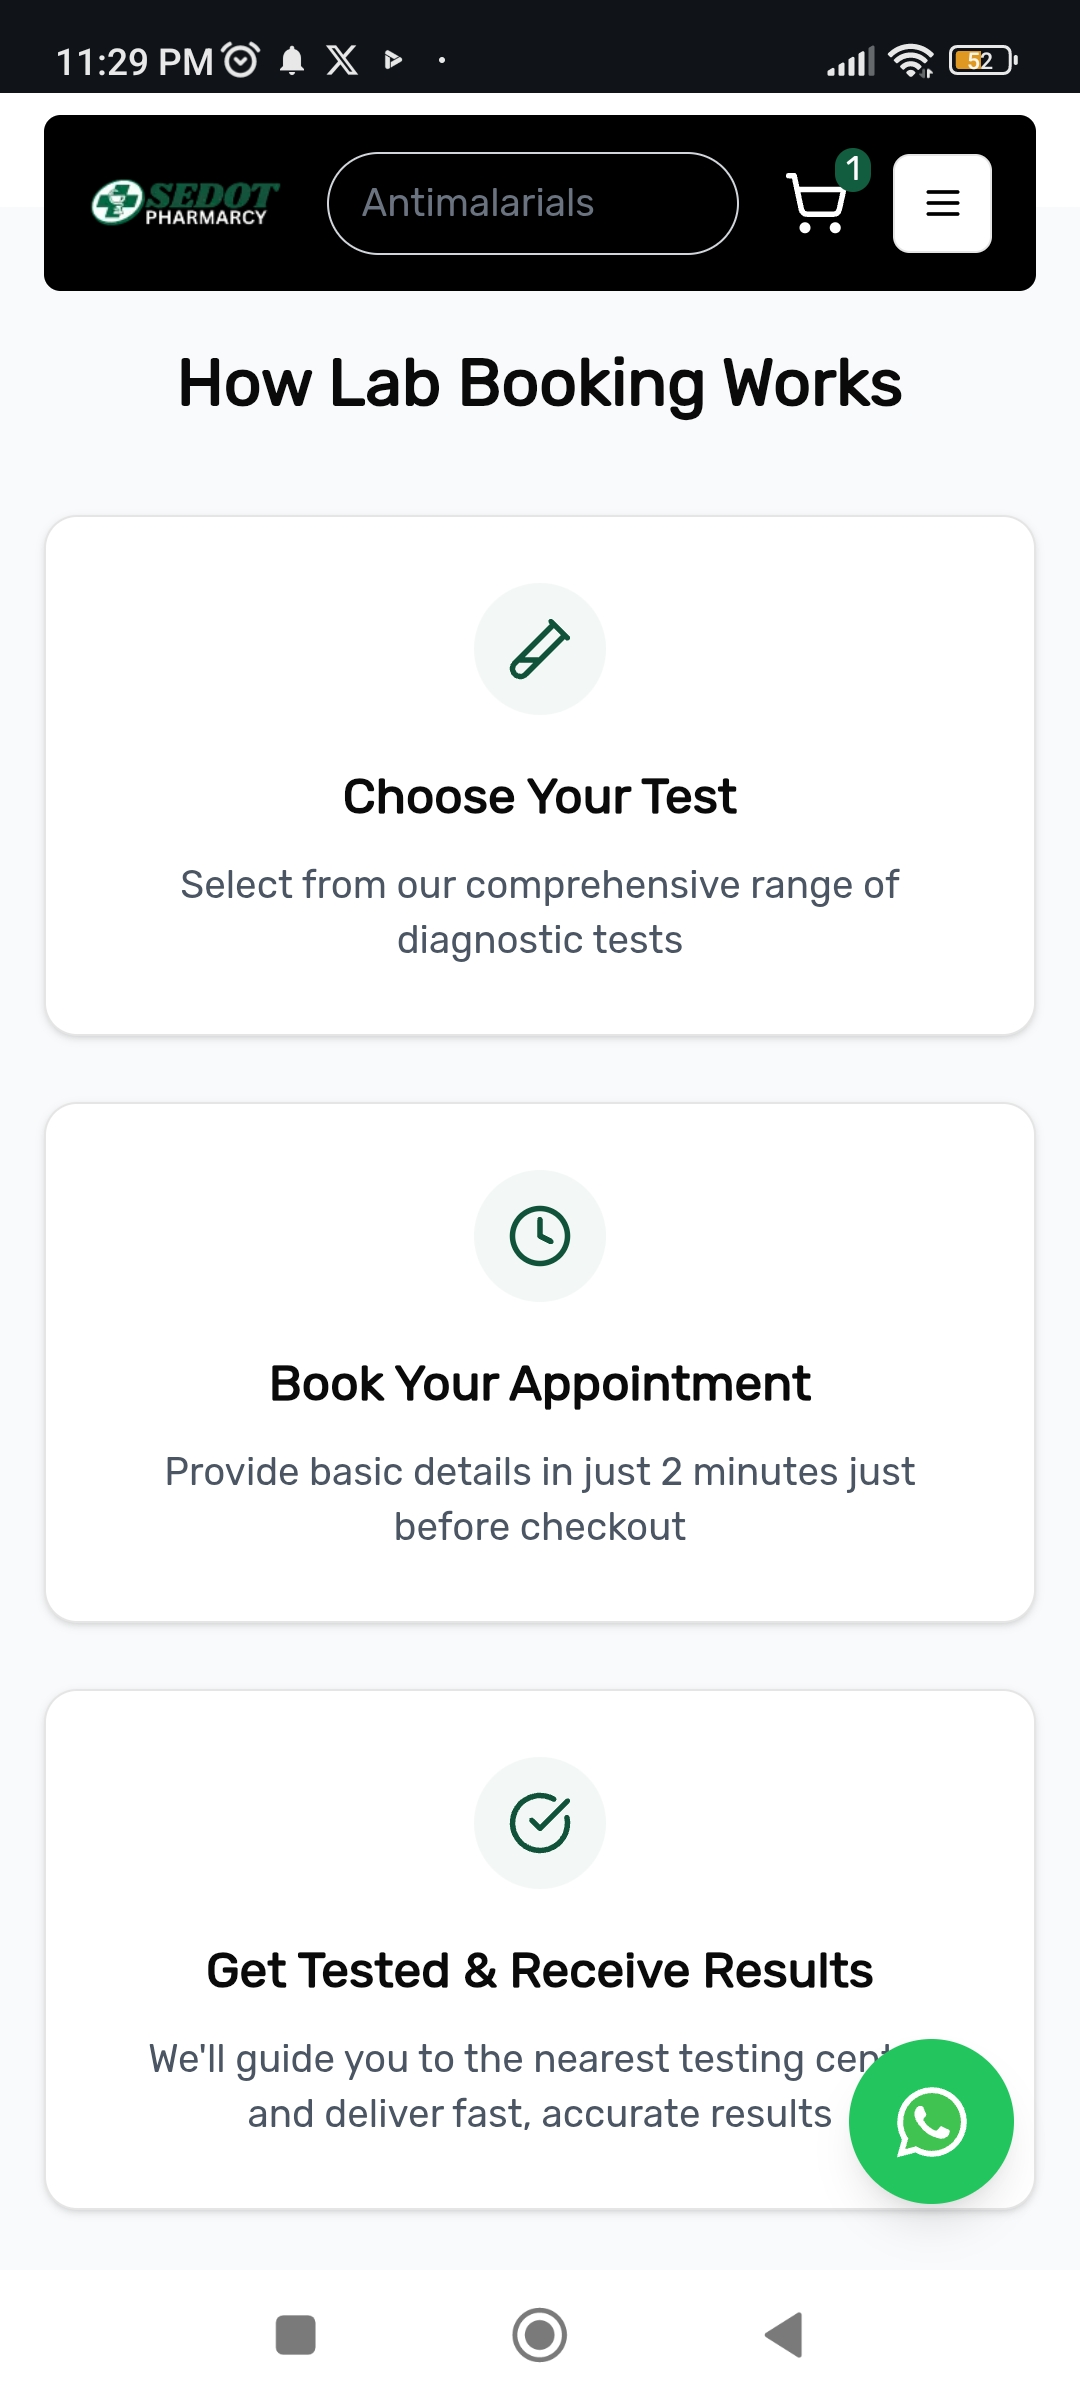 11:29 PM
52
SEDOT
PHARMARCY
Antimalarials
1
How Lab Booking Works
Choose Your Test
Select from our comprehensive range of
diagnostic tests
Book Your Appointment
Provide basic details in just 2 minutes just
before checkout
Get Tested & Receive Results
We'll guide you to the nearest testing
and deliver fast, accurate results